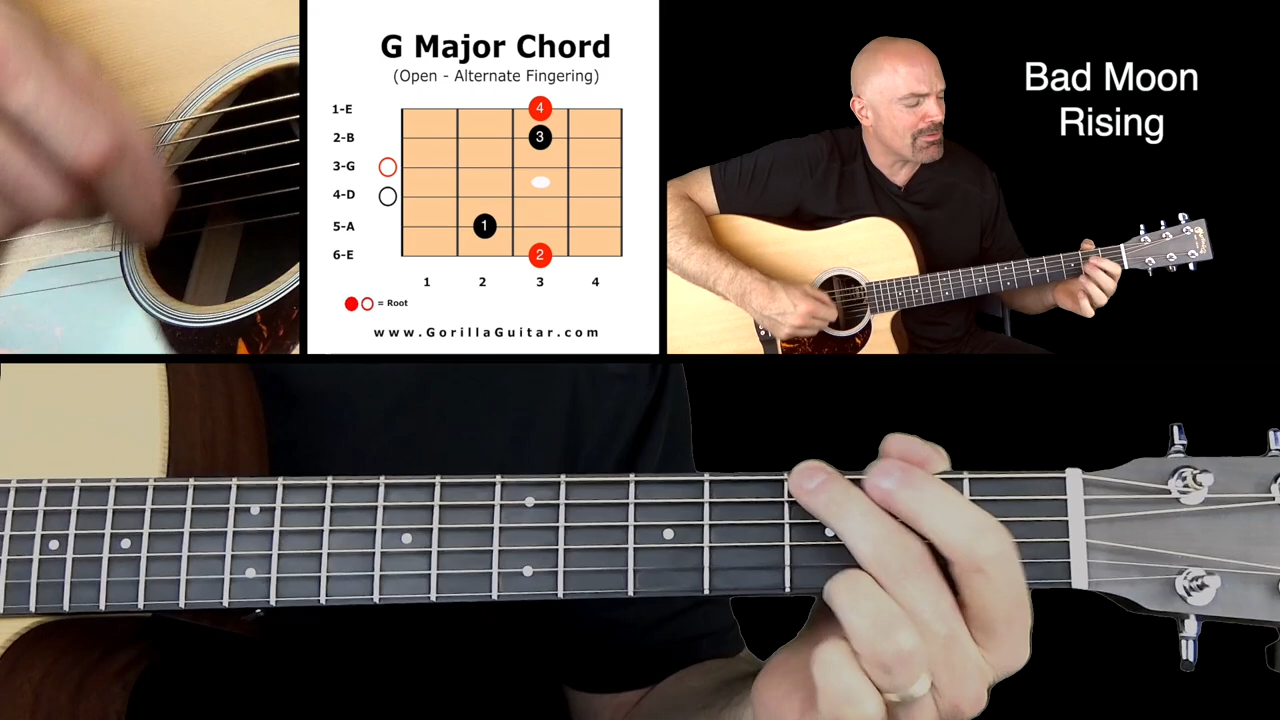 G Major Chord
(Open - Alternate Fingering)
1-E
2-B
3-G
4-D
5-A
6-E
4
3
1
2
1 2 3 4
= Root
www.GorillaGuitar.com
Bad Moon
Rising